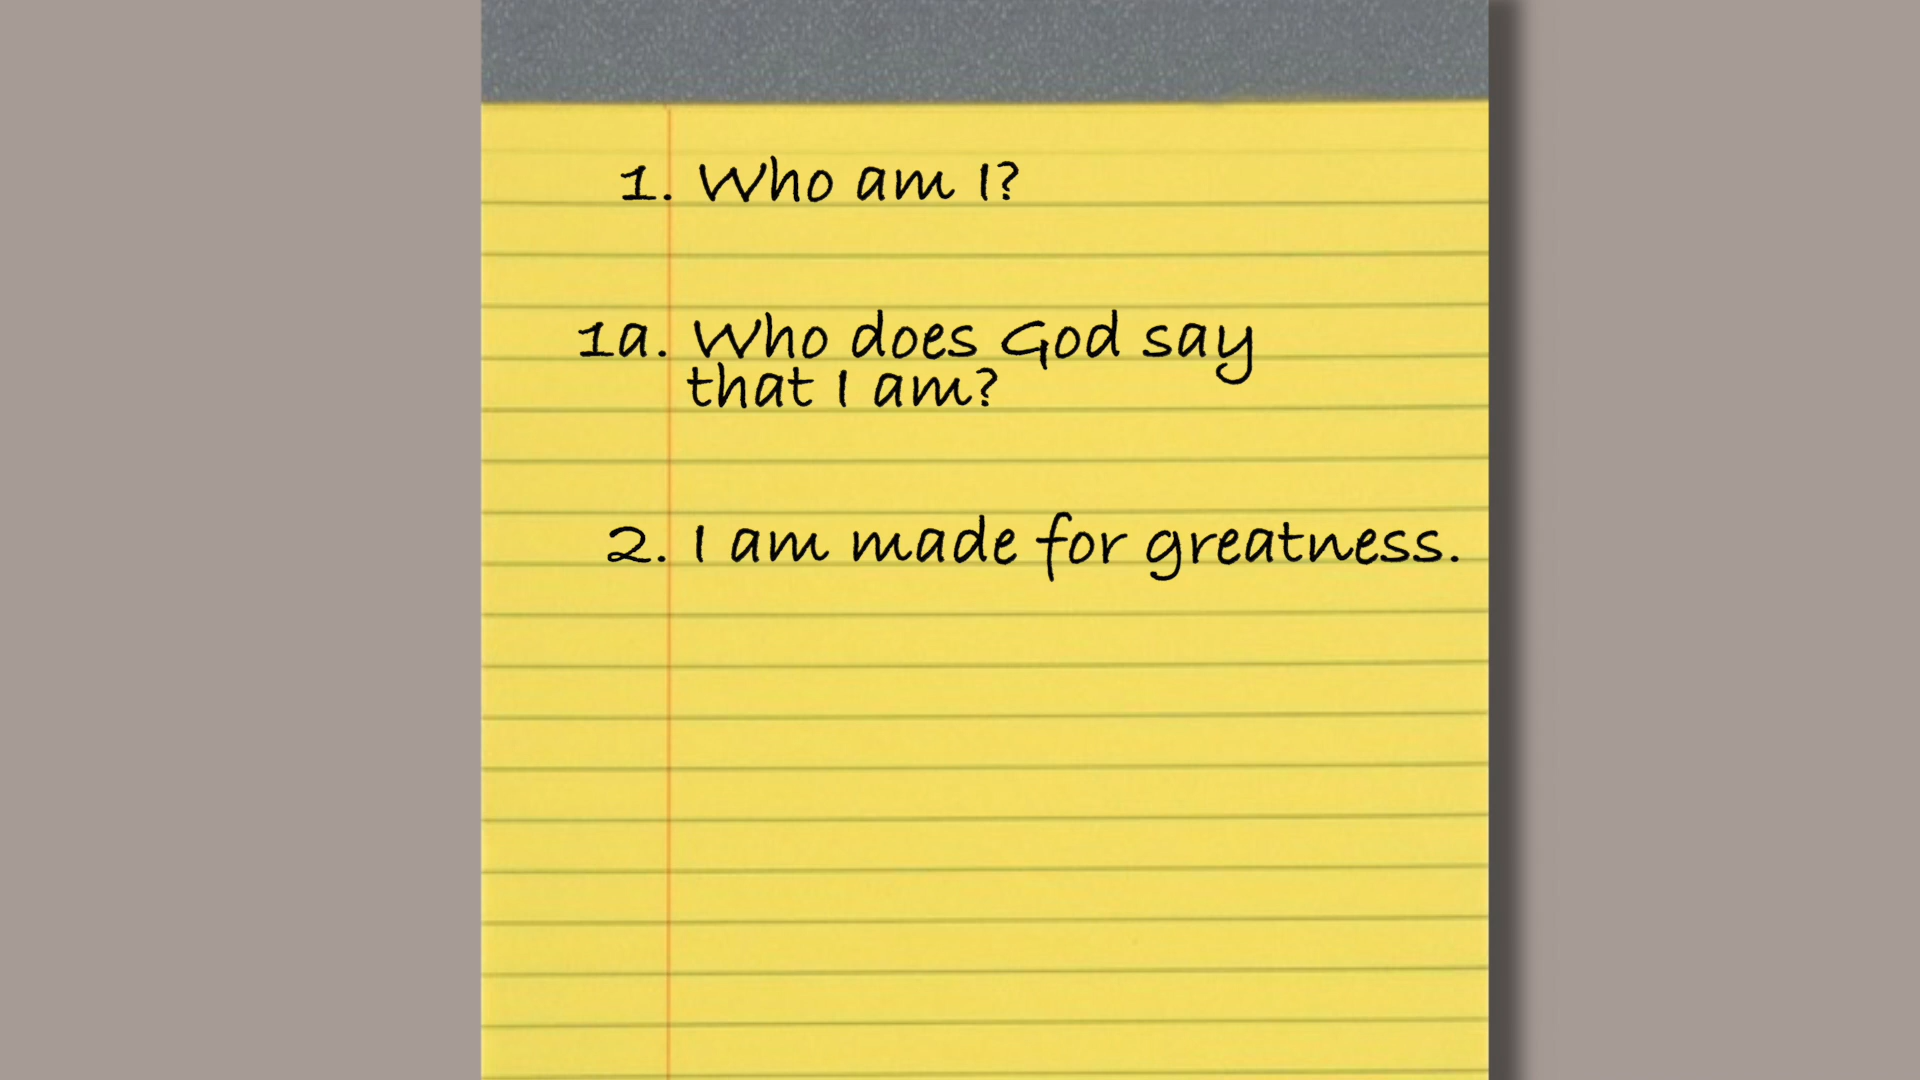 1. Who am I?
1a. Who does God say
that I am?
2. I am made for greatness.